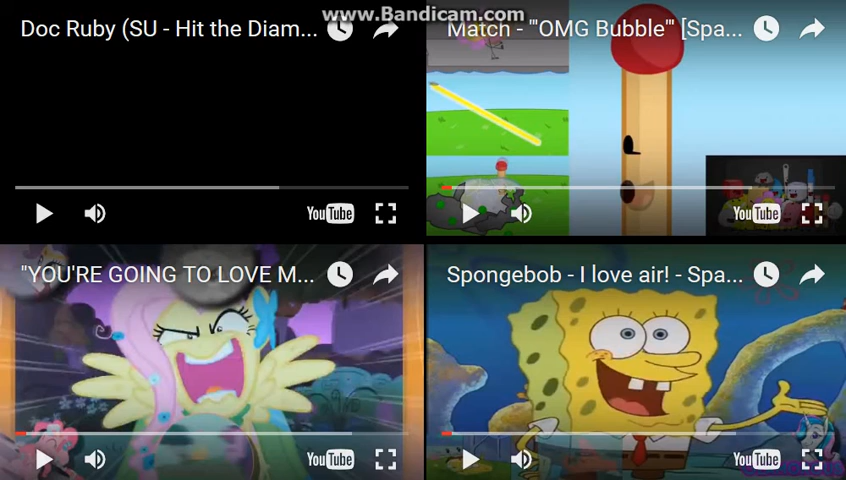 www.Bandicam.com
Doc Ruby (SU - Hit the Diam...
Match - '"OMG Bubble"' [Spa...
YouTube
YouTube
"YOU'RE GOING TO LOVE M...
Spongebob - I love air! - Spa...
YouTube
YouTube